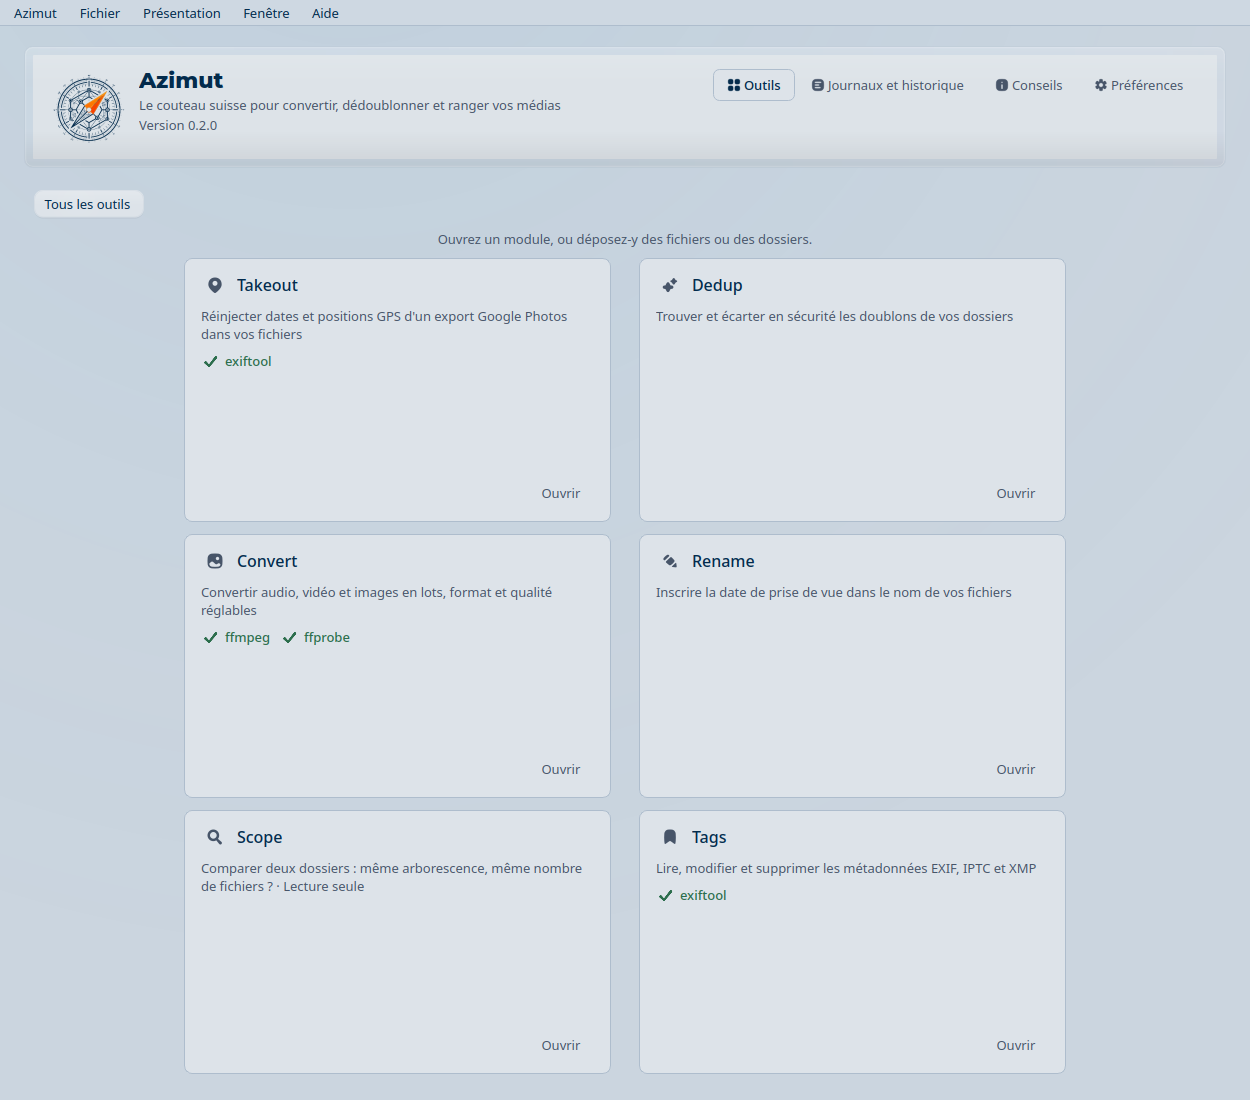 Azimut Fichier Présentation Fenêtre Aide
Azimut
Le couteau suisse pour convertir, dédoublonner et ranger vos médias
Version 0.2.0
Outils Journaux et historique Conseils Préférences
Tous les outils
Ouvrez un module, ou déposez-y des fichiers ou des dossiers.
Takeout
Réinjecter dates et positions GPS d'un export Google Photos
dans vos fichiers
exiftool
Ouvrir
Dedup
Trouver et écarter en sécurité les doublons de vos dossiers
Ouvrir
Convert
Convertir audio, vidéo et images en lots, format et qualité
réglables
ffmpeg ffprobe
Ouvrir
Rename
Inscrire la date de prise de vue dans le nom de vos fichiers
Ouvrir
Scope
Comparer deux dossiers : même arborescence, même nombre
de fichiers ? · Lecture seule
Ouvrir
Tags
Lire, modifier et supprimer les métadonnées EXIF, IPTC et XMP
exiftool
Ouvrir